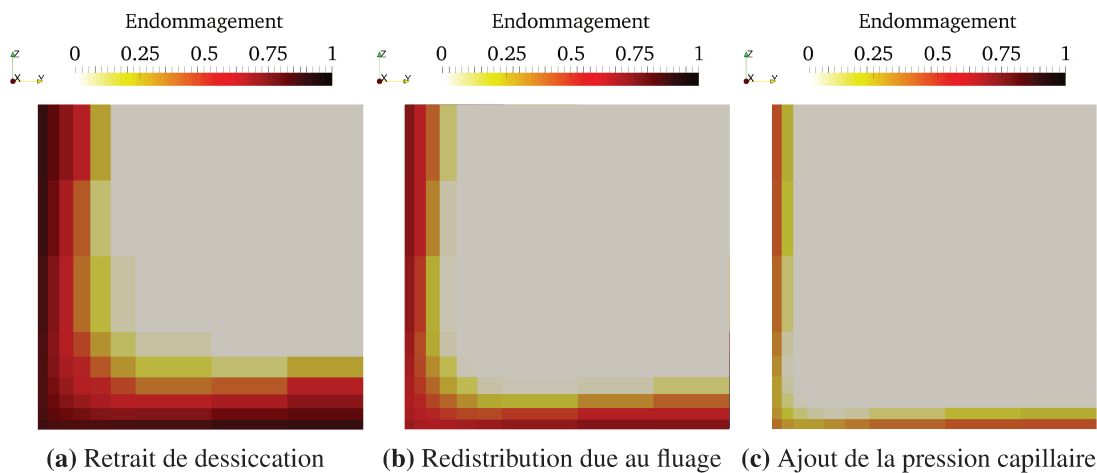 Endommagement
0 0.25 0.5 0.75 1
Z
X Y
(a) Retrait de dessiccation
Endommagement
0 0.25 0.5 0.75 1
Z
X Y
(b) Redistribution due au fluage
Endommagement
0 0.25 0.5 0.75 1
Z
X Y
(c) Ajout de la pression capillaire